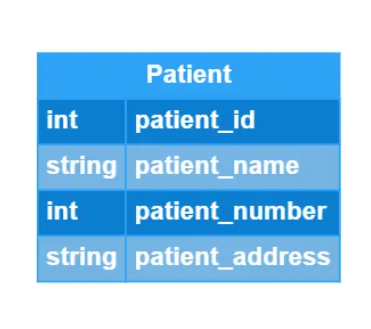 Patient
int patient_id
string patient_name
int patient_number
string patient_address